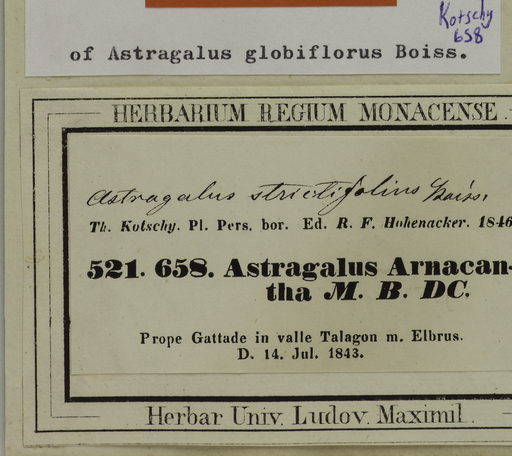 Kotschy
658
of Astragalus globiflorus Boiss.
HERBARIUM REGIUM MONACENSE.
Astragalus strictifolius Boiss.
Th. Kotschy. Pl. Pers. bor. Ed. R. F. Hohenacker. 1846
521. 658. Astragalus Arnacan-
tha M. B. DC.
Prope Gattade in valle Talagon m. Elbrus.
D. 14. Jul. 1843.
Herbar Univ. Ludov. Maximil.